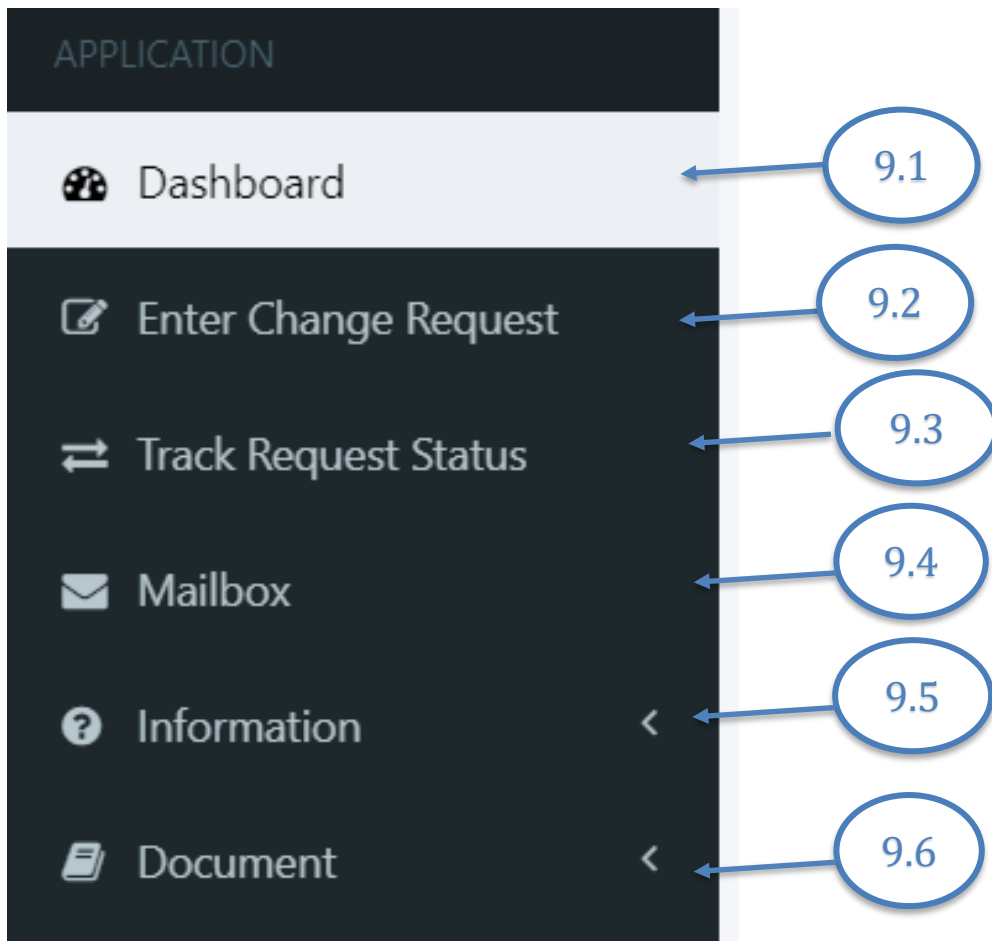 APPLICATION
Dashboard
9.1
Enter Change Request
9.2
Track Request Status
9.3
Mailbox
9.4
Information
9.5
Document
9.6